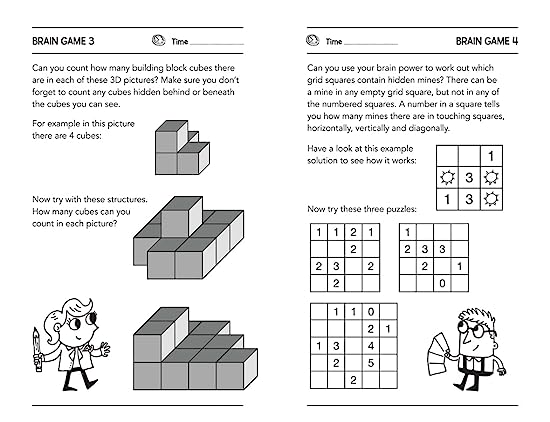 BRAIN GAME 3
Time
Can you count how many building block cubes there
are in each of these 3D pictures? Make sure you don't
forget to count any cubes hidden behind or beneath
the cubes you can see.
For example in this picture
there are 4 cubes:
Now try with these structures.
How many cubes can you
count in each picture?
Time
BRAIN GAME 4
Can you use your brain power to work out which
grid squares contain hidden mines? There can be
a mine in any empty grid square, but not in any of
the numbered squares. A number in a square tells
you how many mines there are in touching squares,
horizontally, vertically and diagonally.
Have a look at this example
solution to see how it works:
1
3
1 3
Now try these three puzzles:
1 1 2 1
2
2 3 2
2
1
2 3 3
2 1
0
1 1 0
2 1
1 3 4
2 5
2